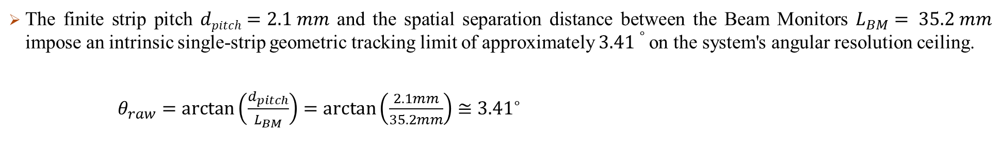 ➢ The finite strip pitch d_pitch = 2.1 mm and the spatial separation distance between the Beam Monitors L_BM = 35.2 mm
impose an intrinsic single-strip geometric tracking limit of approximately 3.41 ° on the system's angular resolution ceiling.
θ_raw = arctan(d_pitch/L_BM) = arctan(2.1mm/35.2mm) ≅ 3.41°